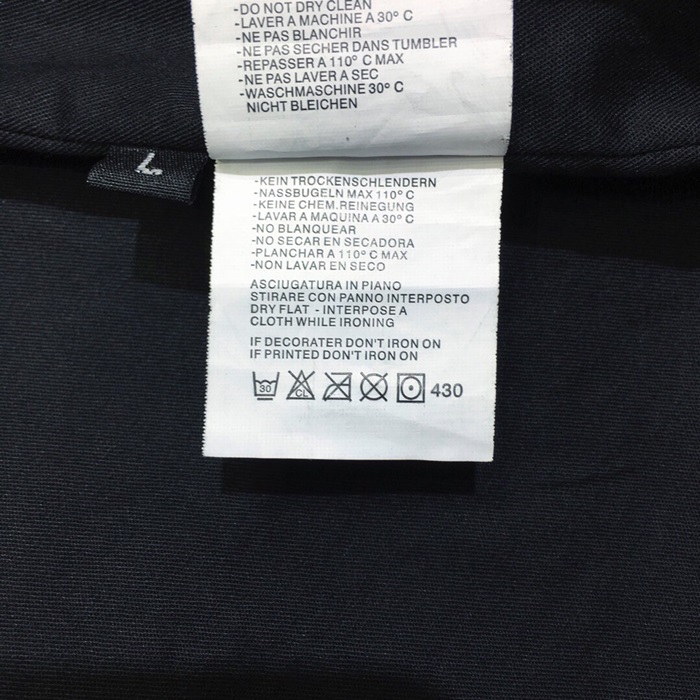 -DO NOT DRY CLEAN
-LAVER A MACHINE A 30° C
-NE PAS BLANCHIR
-NE PAS SECHER DANS TUMBLER
-REPASSER A 110° C MAX
-NE PAS LAVER A SEC
-WASCHMASCHINE 30° C
NICHT BLEICHEN
L
-KEIN TROCKENSCHLENDERN
-NASSBUGELN MAX 110° C
-KEINE CHEM.REINEGUNG
-LAVAR A MAQUINA A 30° C
-NO BLANQUEAR
-NO SECAR EN SECADORA
-PLANCHAR A 110° C MAX
-NON LAVAR EN SECO
ASCIUGATURA IN PIANO
STIRARE CON PANNO INTERPOSTO
DRY FLAT - INTERPOSE A
CLOTH WHILE IRONING
IF DECORATER DON'T IRON ON
IF PRINTED DON'T IRON ON
30 CL 430